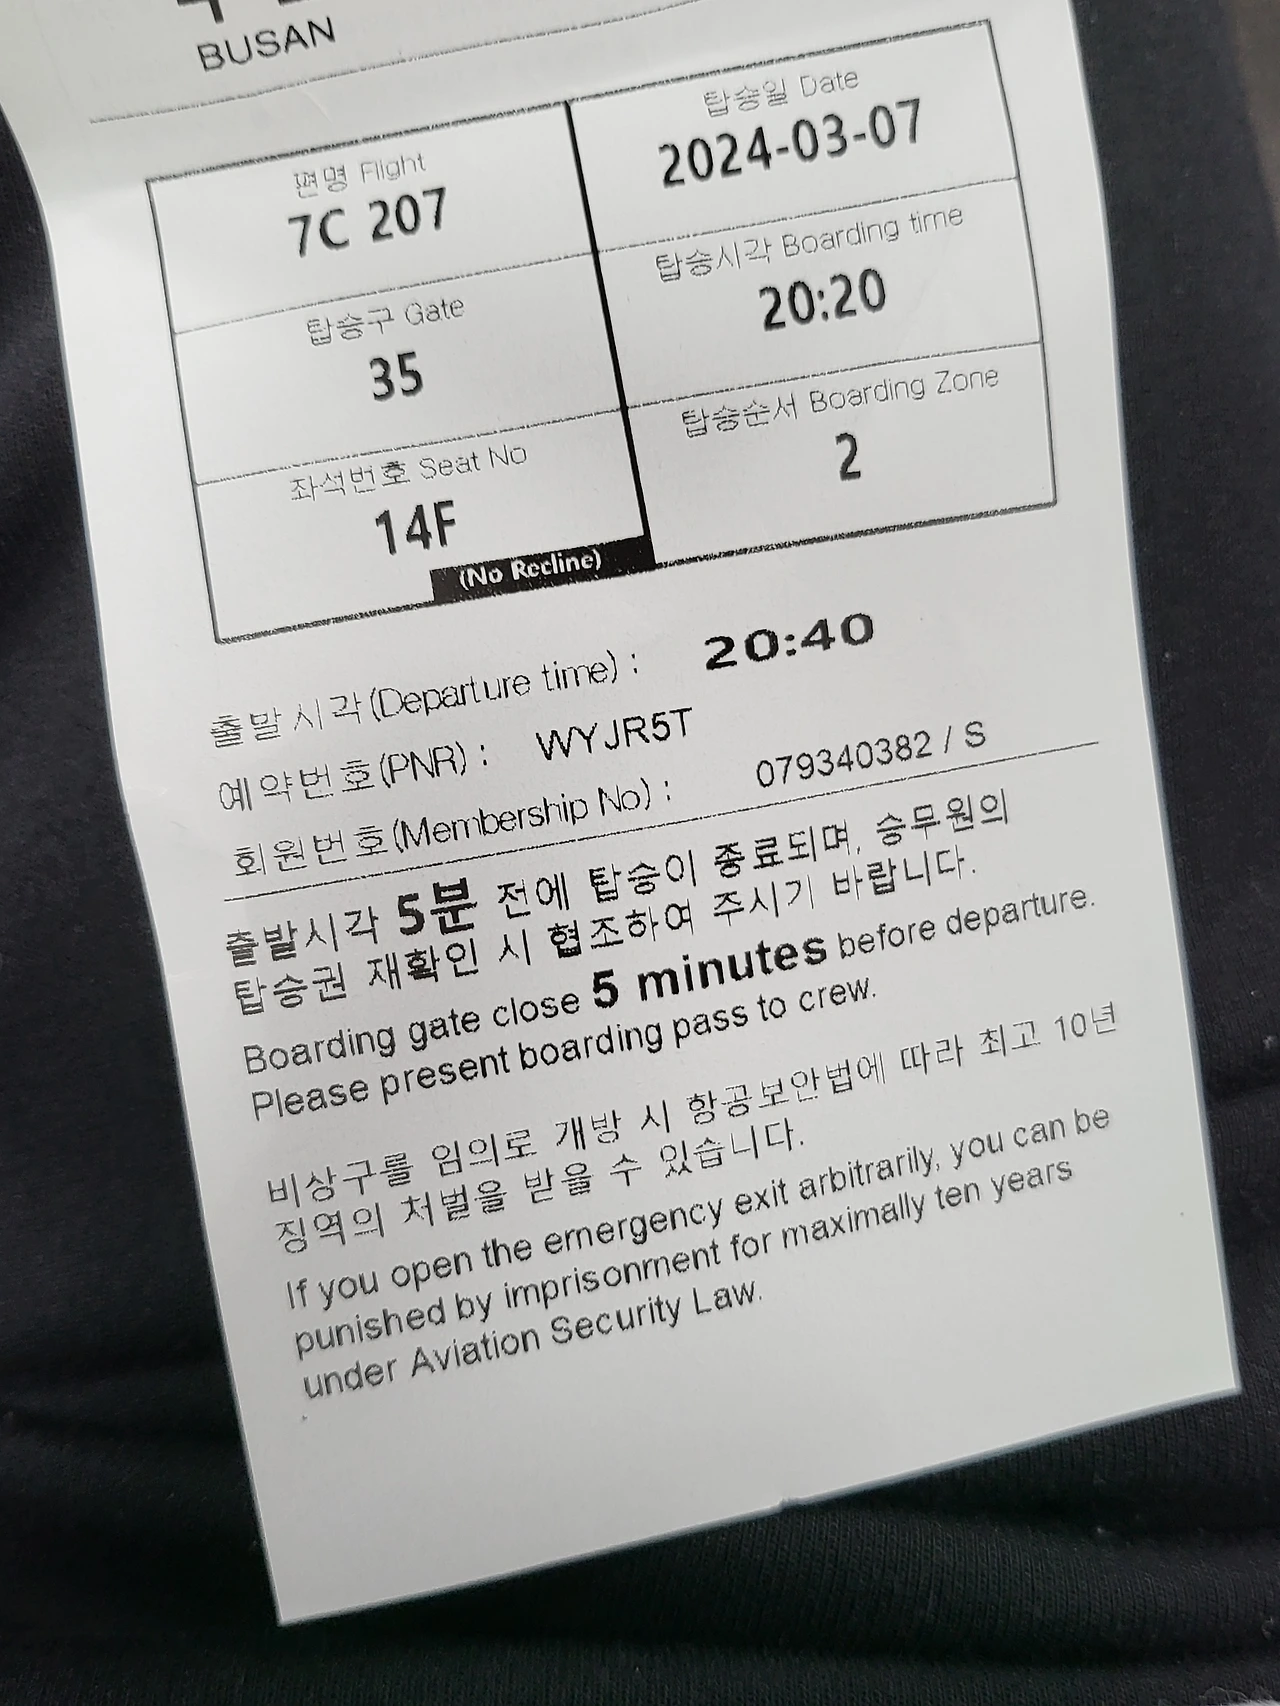 BUSAN
편명 Flight
7C 207
탑승일 Date
2024-03-07
탑승구 Gate
35
탑승시각 Boarding time
20:20
좌석번호 Seat No
14F
(No Recline)
탑승순서 Boarding Zone
2
출발시각(Departure time) : 20:40
예약번호(PNR) : WYJR5T
회원번호(Membership No) : 079340382 / S
출발시각 5분 전에 탑승이 종료되며, 승무원의
탑승권 재확인 시 협조하여 주시기 바랍니다.
Boarding gate close 5 minutes before departure.
Please present boarding pass to crew.
비상구를 임의로 개방 시 항공보안법에 따라 최고 10년
징역의 처벌을 받을 수 있습니다.
If you open the emergency exit arbitrarily, you can be
punished by imprisonment for maximally ten years
under Aviation Security Law.